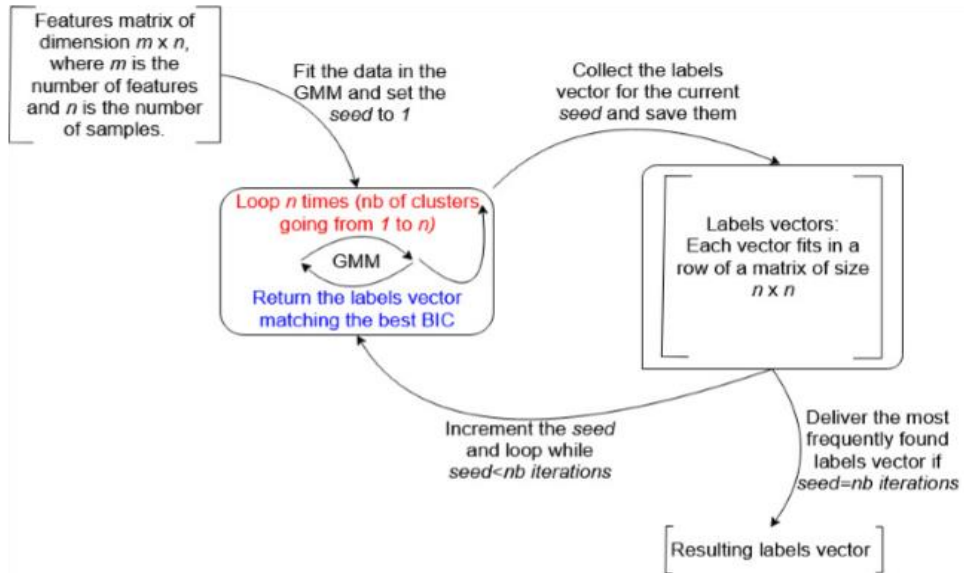 Features matrix of
dimension m x n,
where m is the
number of features
and n is the number
of samples.
Fit the data in the
GMM and set the
seed to 1
Collect the labels
vector for the current
seed and save them
Loop n times (nb of clusters
going from 1 to n)
GMM
Return the labels vector
matching the best BIC
Labels vectors:
Each vector fits in a
row of a matrix of size
n x n
Increment the seed
and loop while
seed<nb iterations
Deliver the most
frequently found
labels vector if
seed=nb iterations
Resulting labels vector